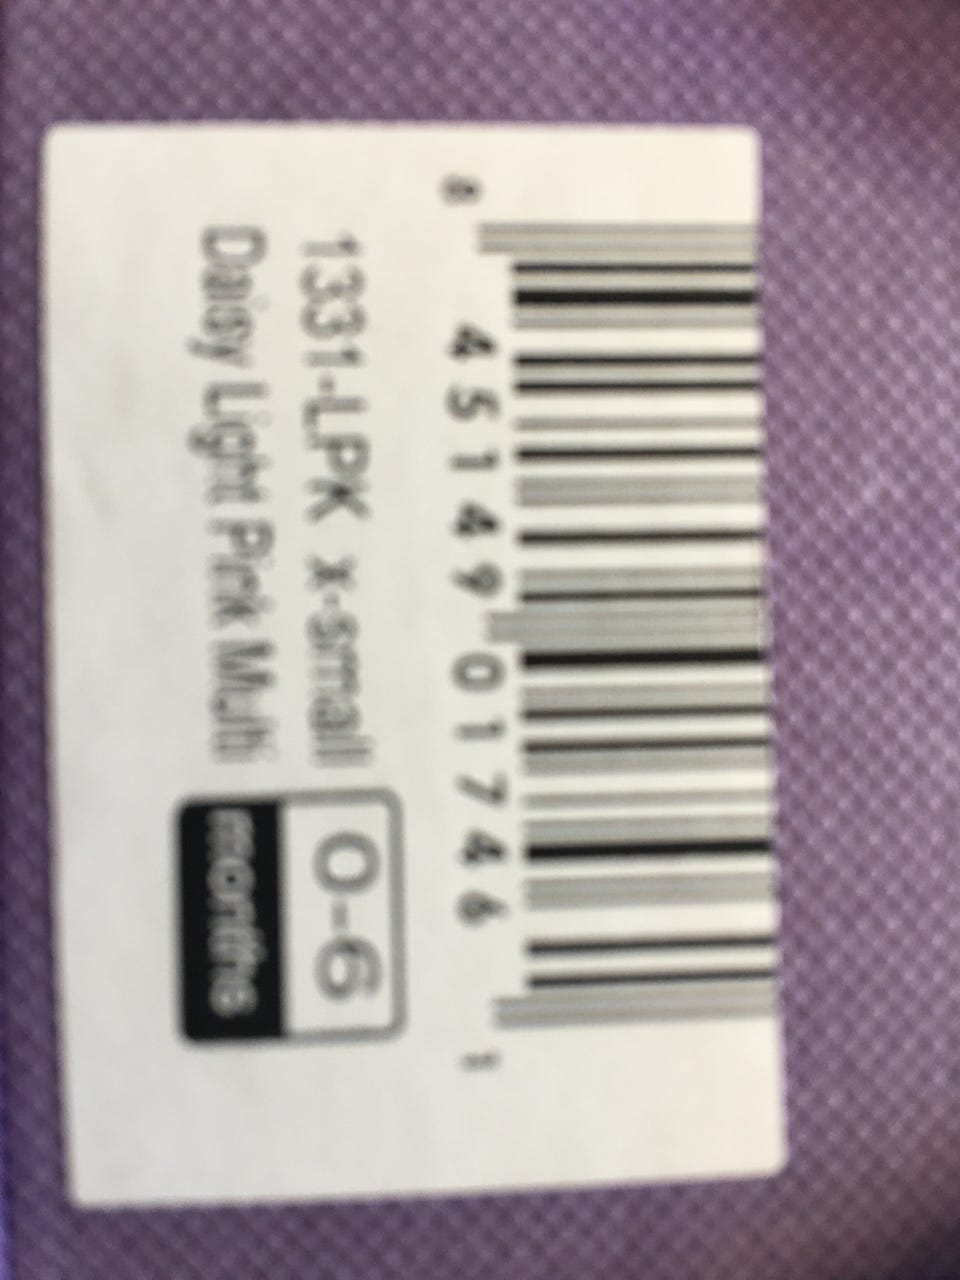 8 45149 01746 1
1331-LPK x-small
Daisy Light Pink Multi
0-6
months